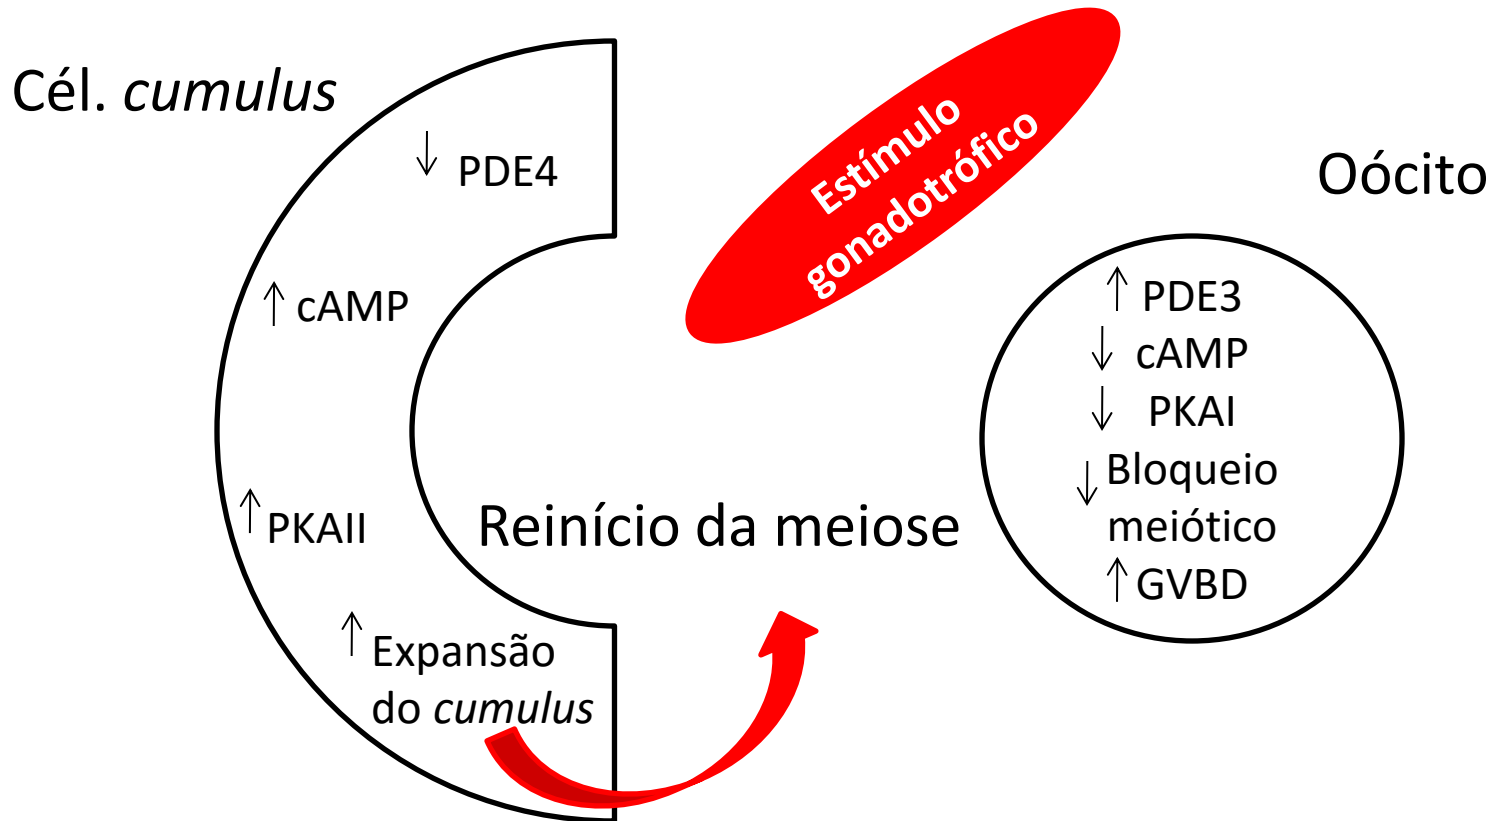 Cél. cumulus
↓ PDE4
↑ cAMP
↑ PKAII
↑ Expansão
do cumulus
Estímulo
gonadotrófico
Reinício da meiose
Oócito
↑ PDE3
↓ cAMP
↓ PKAI
↓ Bloqueio
meiótico
↑ GVBD